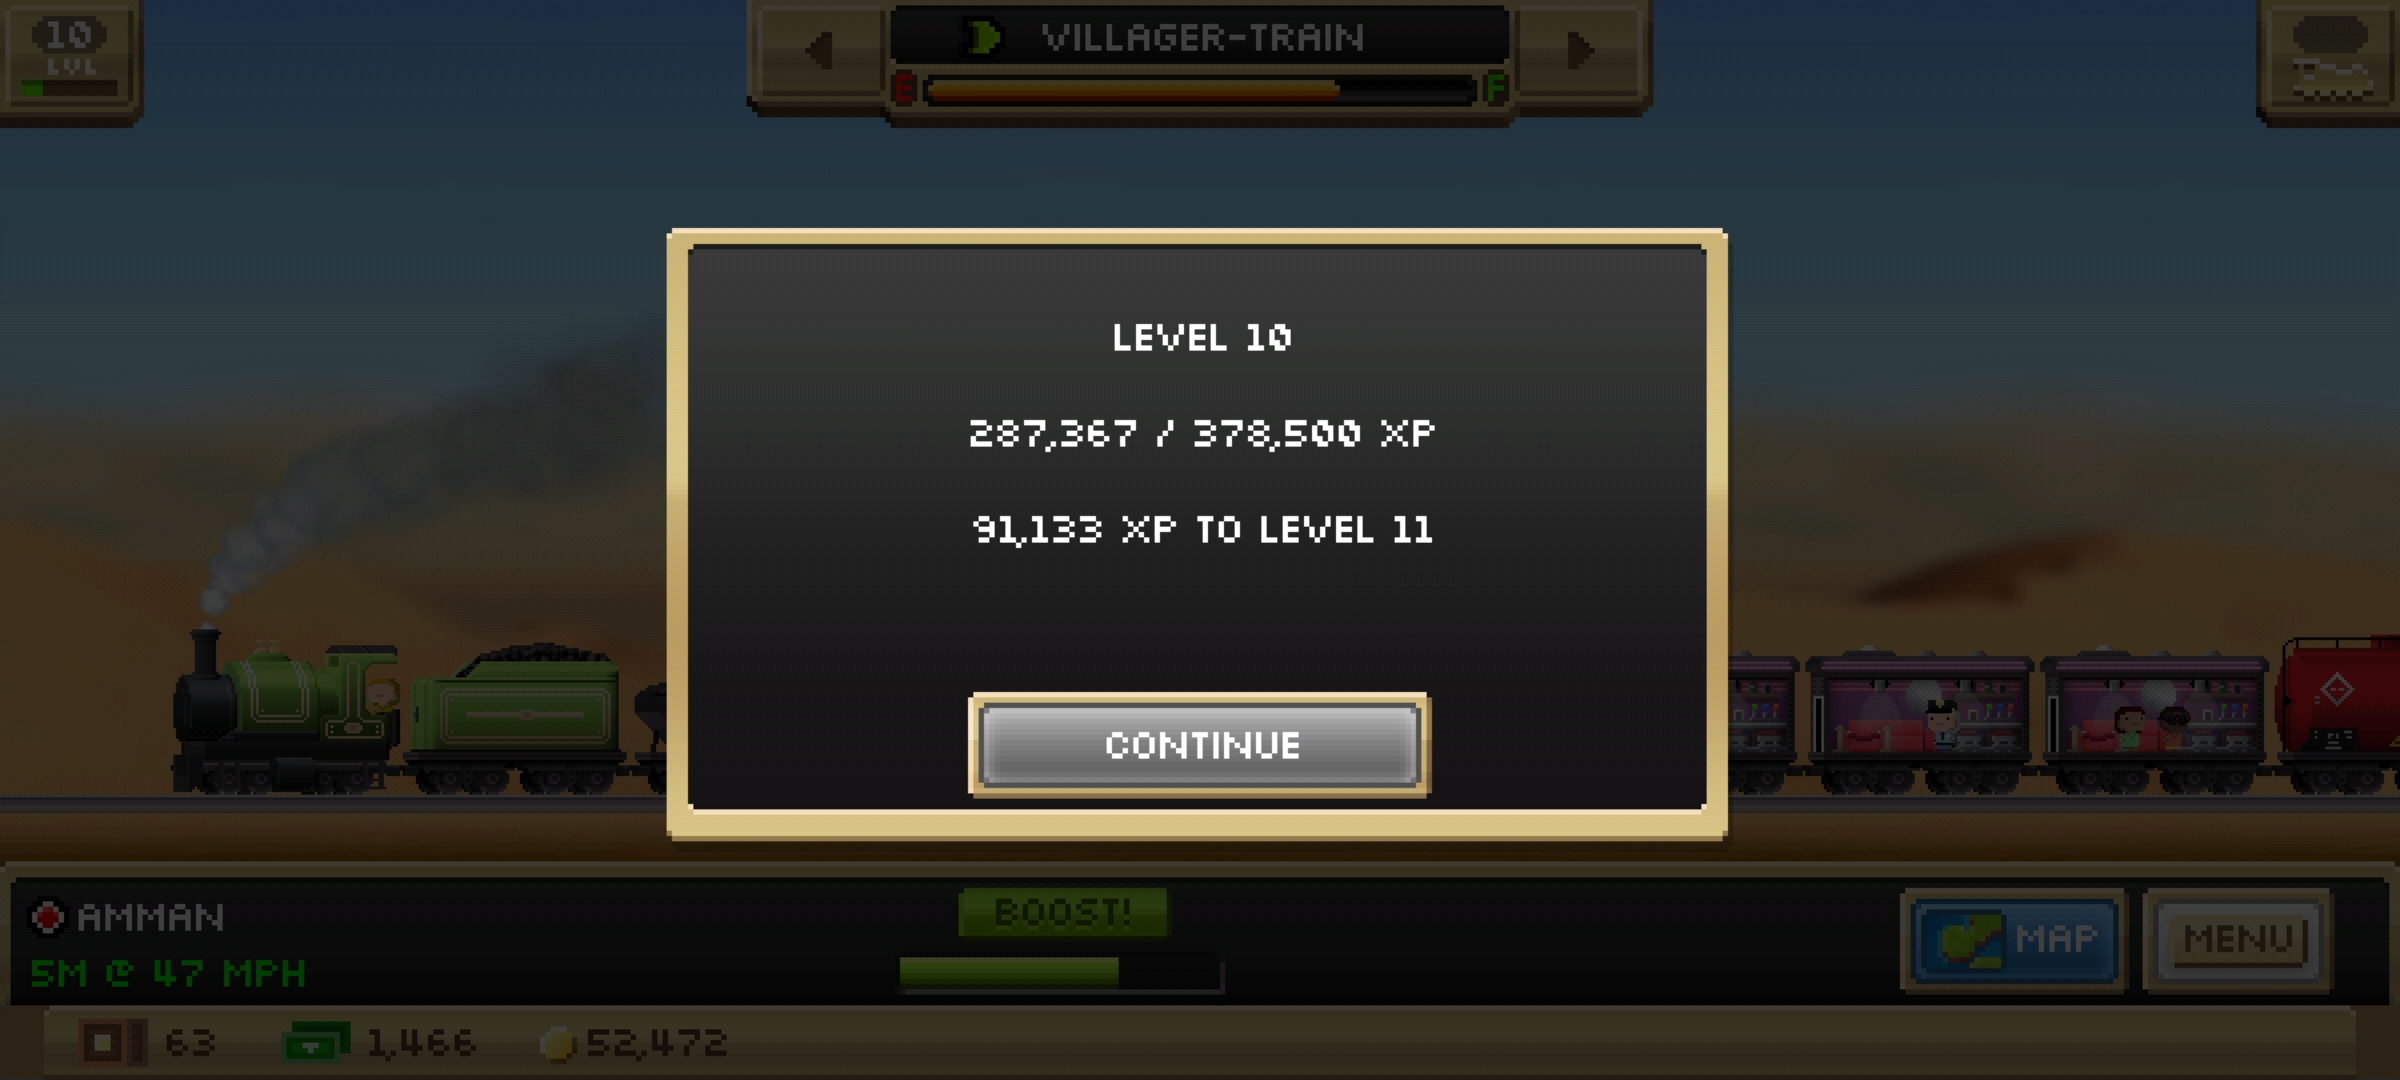 10
LVL
VILLAGER-TRAIN
E
F
LEVEL 10
287,367 / 378,500 XP
91,133 XP TO LEVEL 11
CONTINUE
AMMAN
5M @ 47 MPH
BOOST!
MAP
MENU
63
1,466
52,472